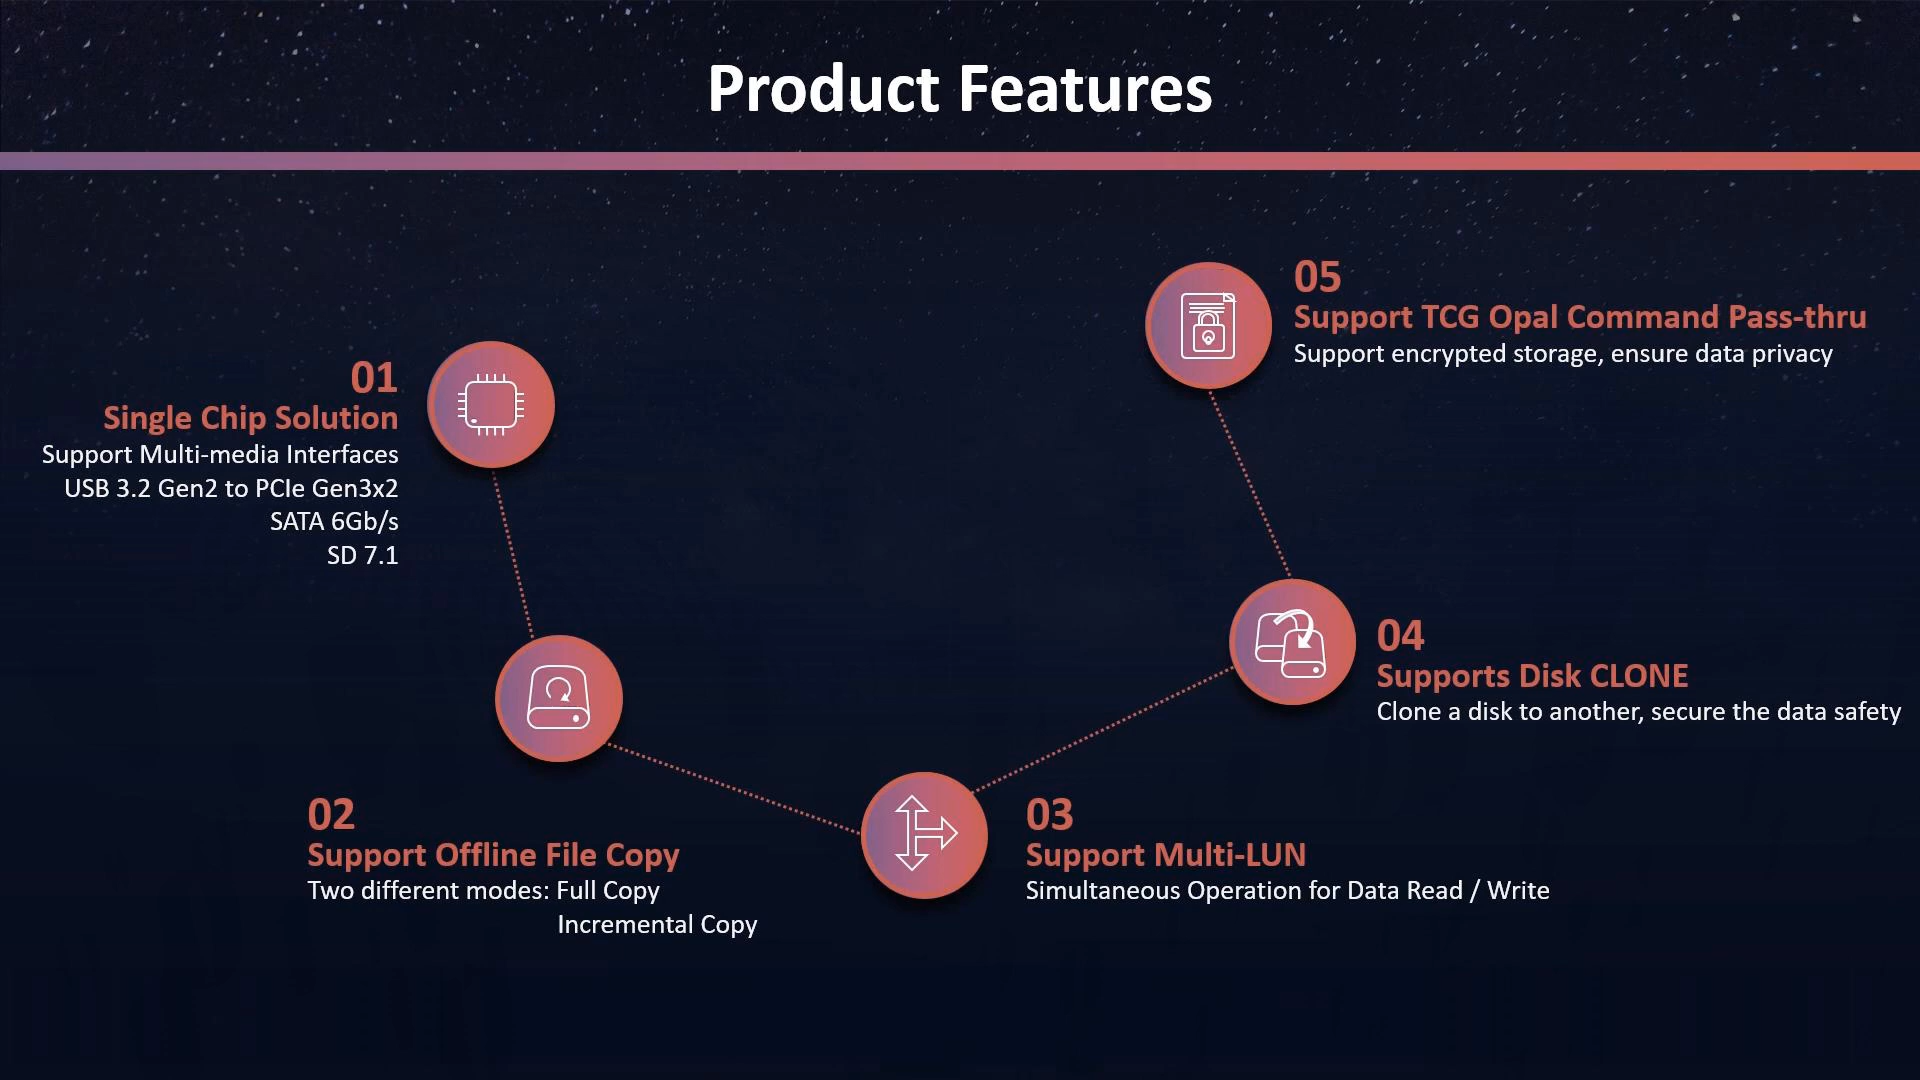 Product Features
01
Single Chip Solution
Support Multi-media Interfaces
USB 3.2 Gen2 to PCIe Gen3x2
SATA 6Gb/s
SD 7.1
02
Support Offline File Copy
Two different modes: Full Copy
Incremental Copy
03
Support Multi-LUN
Simultaneous Operation for Data Read / Write
04
Supports Disk CLONE
Clone a disk to another, secure the data safety
05
Support TCG Opal Command Pass-thru
Support encrypted storage, ensure data privacy